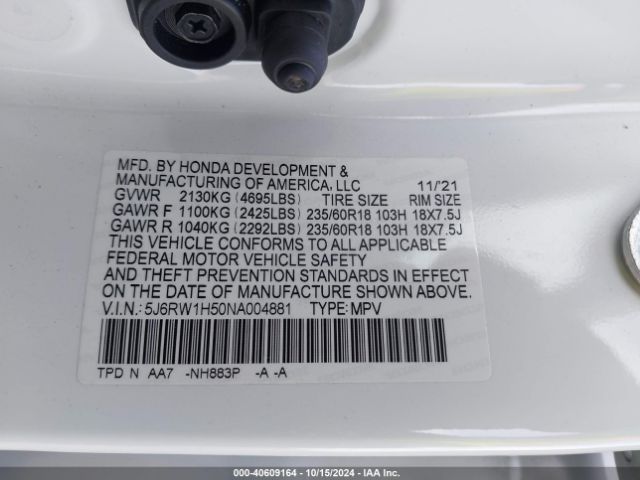 MFD. BY HONDA DEVELOPMENT &
MANUFACTURING OF AMERICA, LLC 11/'21
GVWR 2130KG (4695LBS) TIRE SIZE RIM SIZE
GAWR F 1100KG (2425LBS) 235/60R18 103H 18X7.5J
GAWR R 1040KG (2292LBS) 235/60R18 103H 18X7.5J
THIS VEHICLE CONFORMS TO ALL APPLICABLE
FEDERAL MOTOR VEHICLE SAFETY
AND THEFT PREVENTION STANDARDS IN EFFECT
ON THE DATE OF MANUFACTURE SHOWN ABOVE.
V.I.N.: 5J6RW1H50NA004881 TYPE: MPV
TPD N AA7 -NH883P -A -A
000-40609164 - 10/15/2024 - IAA Inc.